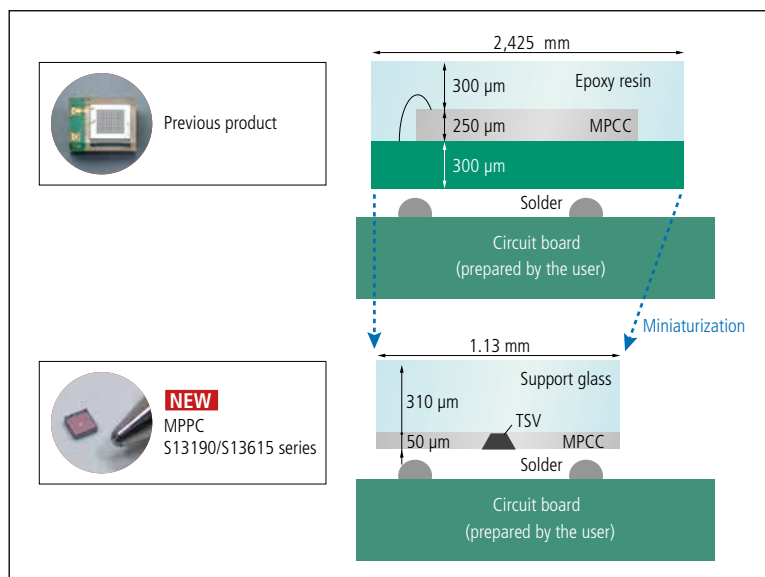 2,425 mm
300 µm
Epoxy resin
Previous product
250 µm
MPCC
300 µm
Solder
Circuit board
(prepared by the user)
Miniaturization
1.13 mm
Support glass
NEW
MPPC
S13190/S13615 series
310 µm
TSV
50 µm
MPCC
Solder
Circuit board
(prepared by the user)